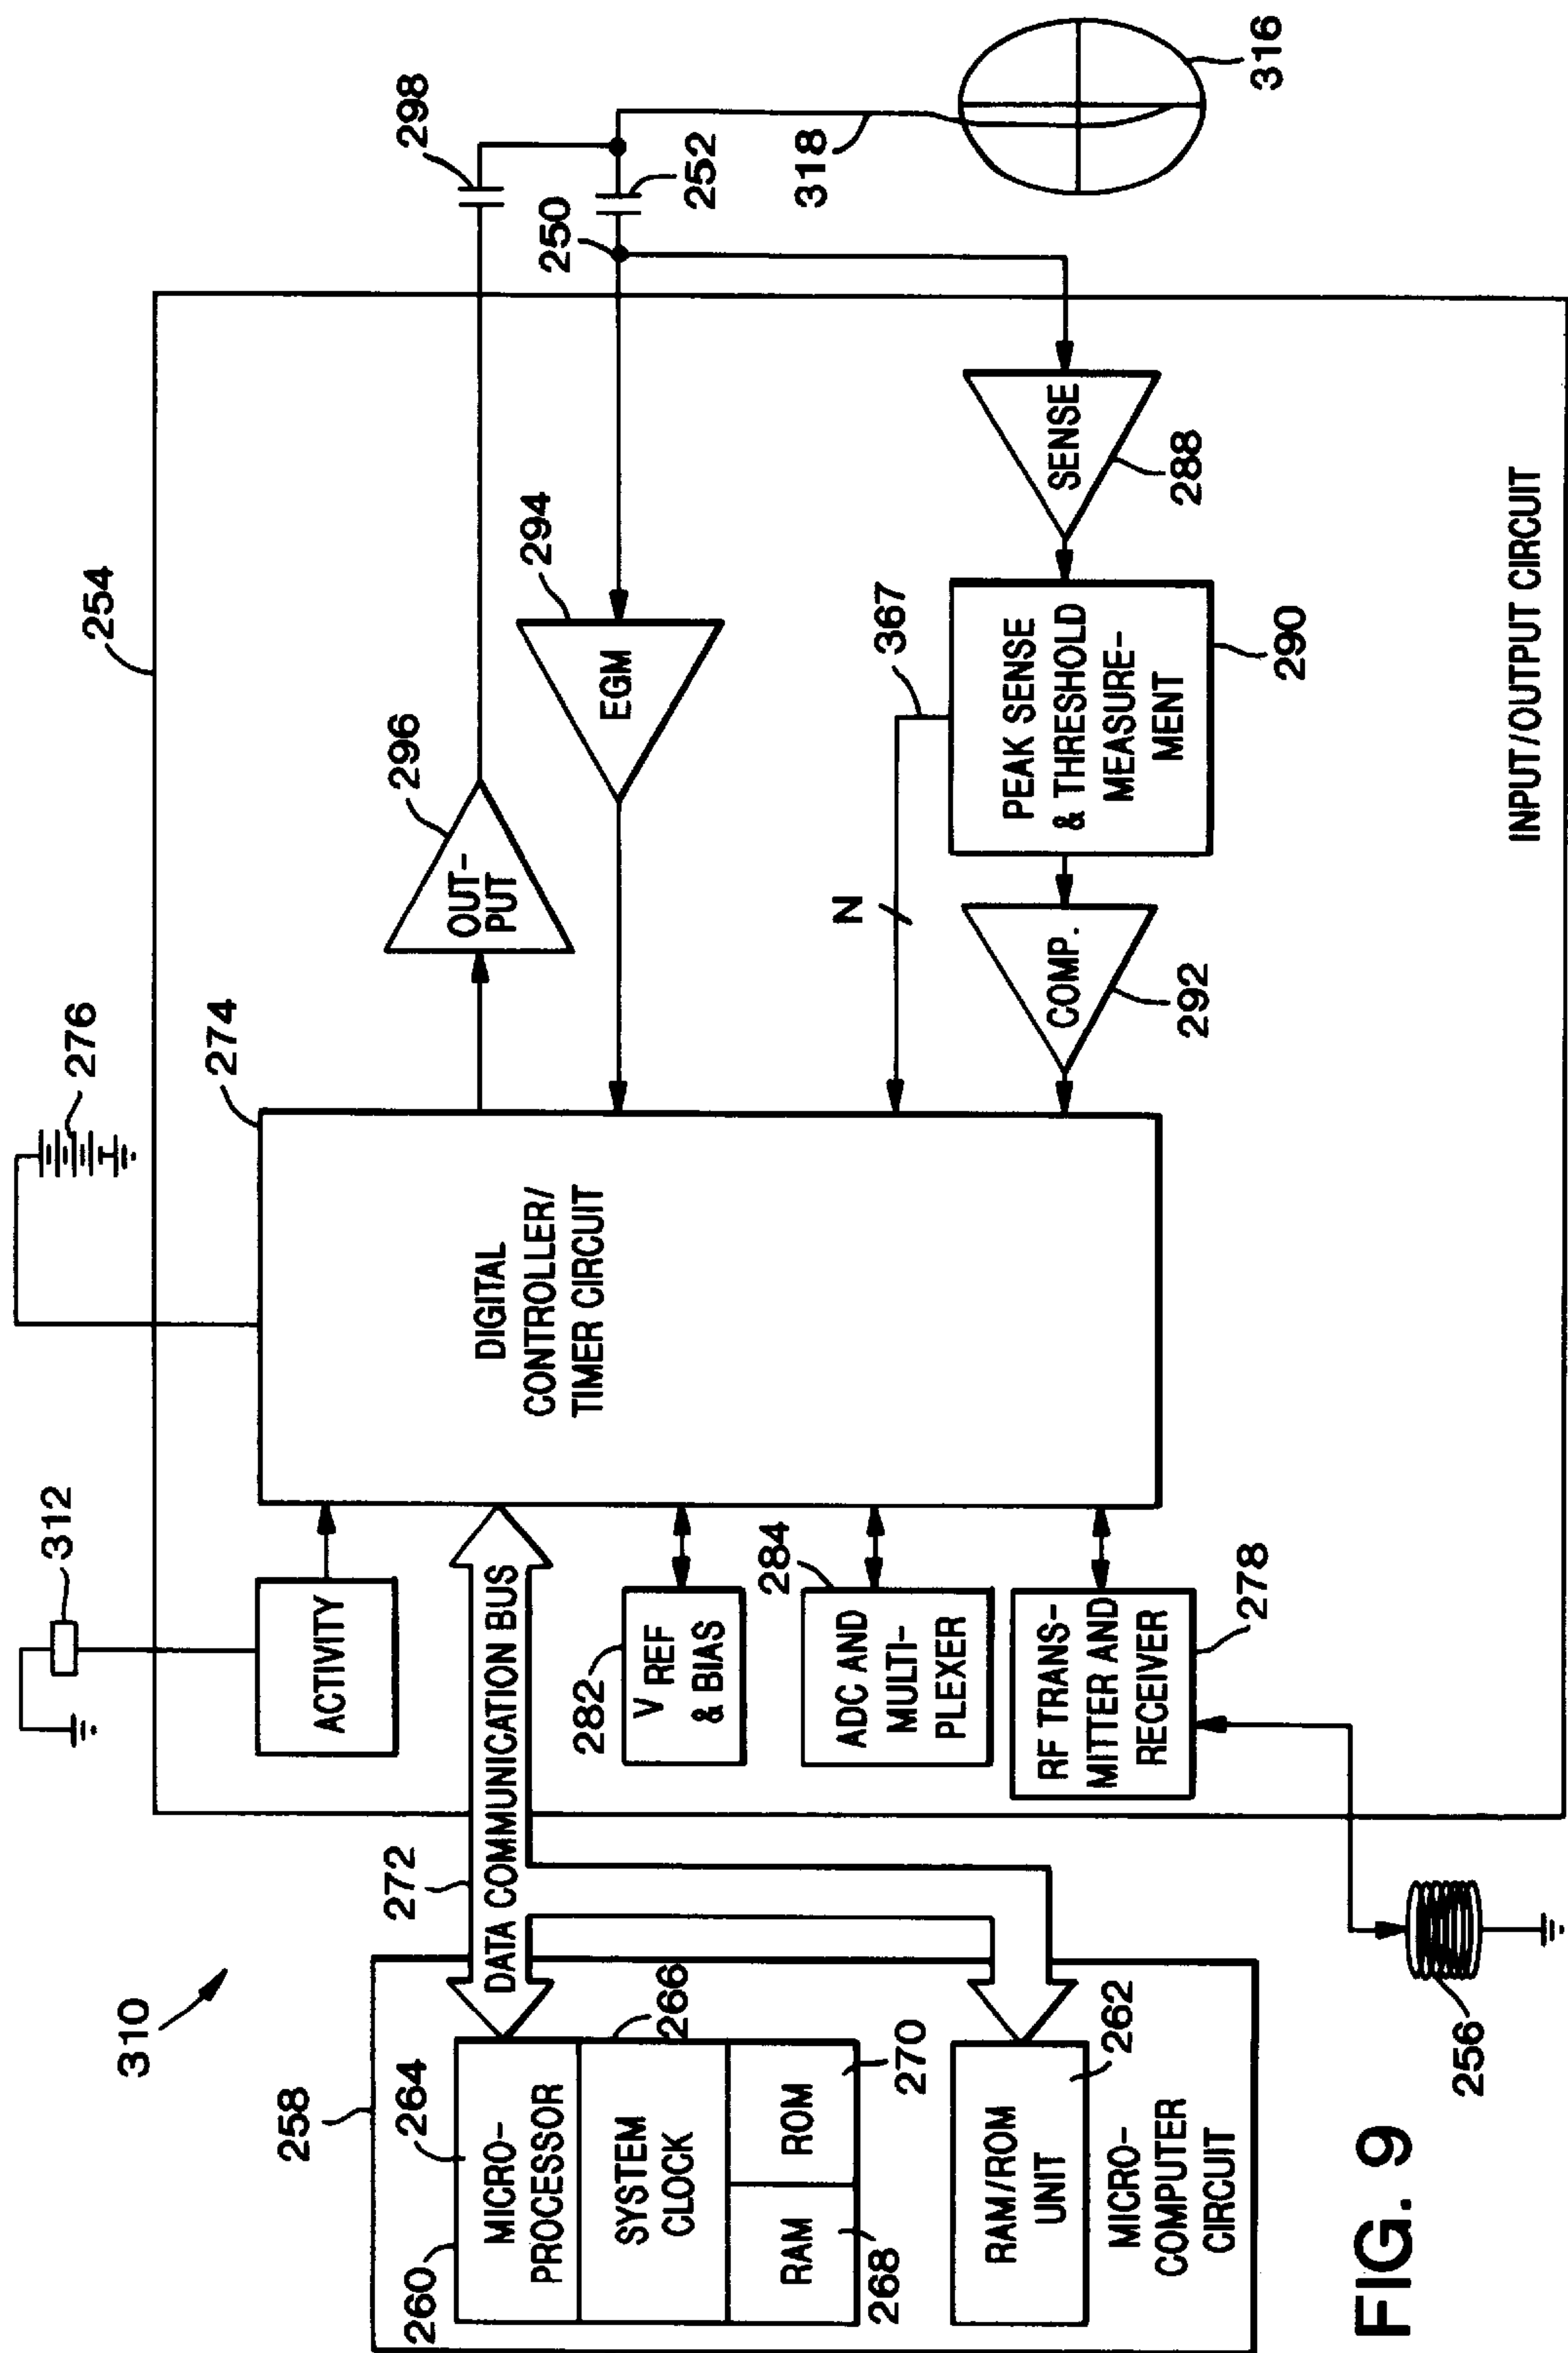 310
258
260
264
MICRO-
PROCESSOR
266
SYSTEM
CLOCK
RAM
ROM
268
270
RAM/ROM
UNIT
262
MICRO-
COMPUTER
CIRCUIT
272
DATA COMMUNICATION BUS
312
ACTIVITY
282
V REF
& BIAS
284
ADC AND
MULTI-
PLEXER
RF TRANS-
MITTER AND
RECEIVER
278
256
276
274
DIGITAL
CONTROLLER/
TIMER CIRCUIT
254
296
OUT-
PUT
294
EGM
N
367
COMP.
292
PEAK SENSE
& THRESHOLD
MEASURE-
MENT
290
SENSE
288
INPUT/OUTPUT CIRCUIT
298
250
252
318
316
FIG. 9